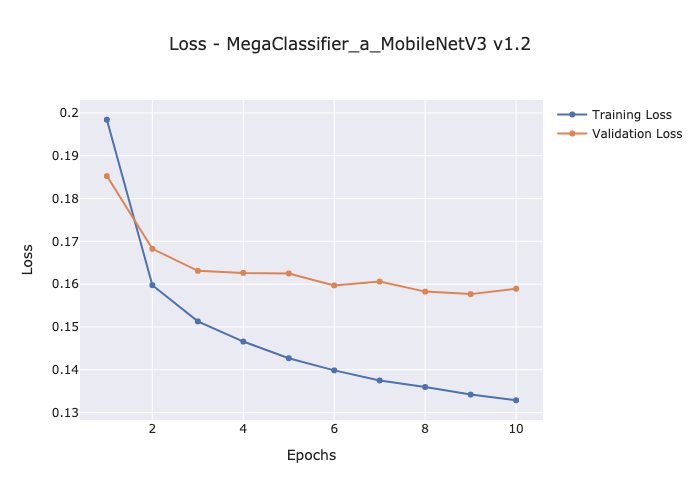 Loss - MegaClassifier_a_MobileNetV3 v1.2
Training Loss
Validation Loss
Loss
0.2
0.19
0.18
0.17
0.16
0.15
0.14
0.13
2 4 6 8 10
Epochs